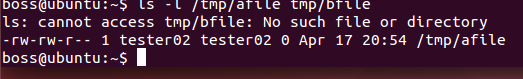 boss@ubuntu:~$ ls -l /tmp/afile tmp/bfile
ls: cannot access tmp/bfile: No such file or directory
-rw-rw-r-- 1 tester02 tester02 0 Apr 17 20:54 /tmp/afile
boss@ubuntu:~$